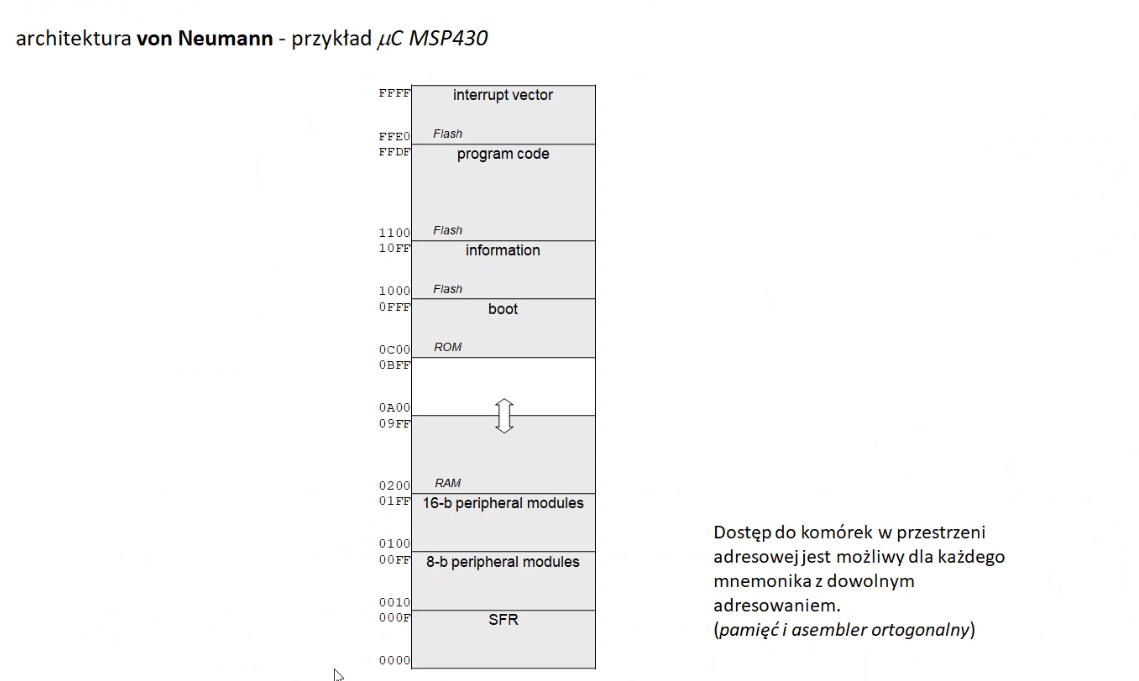 architektura von Neumann - przykład µC MSP430
FFFF
interrupt vector
FFE0
Flash
FFDF
program code
1100
Flash
10FF
information
1000
Flash
0FFF
boot
0C00
ROM
0BFF
0A00
09FF
0200
RAM
01FF
16-b peripheral modules
0100
00FF
8-b peripheral modules
0010
000F
SFR
0000
Dostęp do komórek w przestrzeni
adresowej jest możliwy dla każdego
mnemonika z dowolnym
adresowaniem.
(pamięć i asembler ortogonalny)